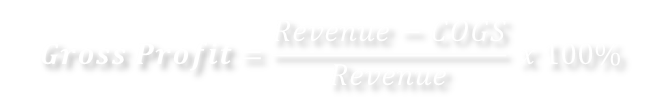 Gross Profit = (Revenue − COGS) / Revenue x 100%